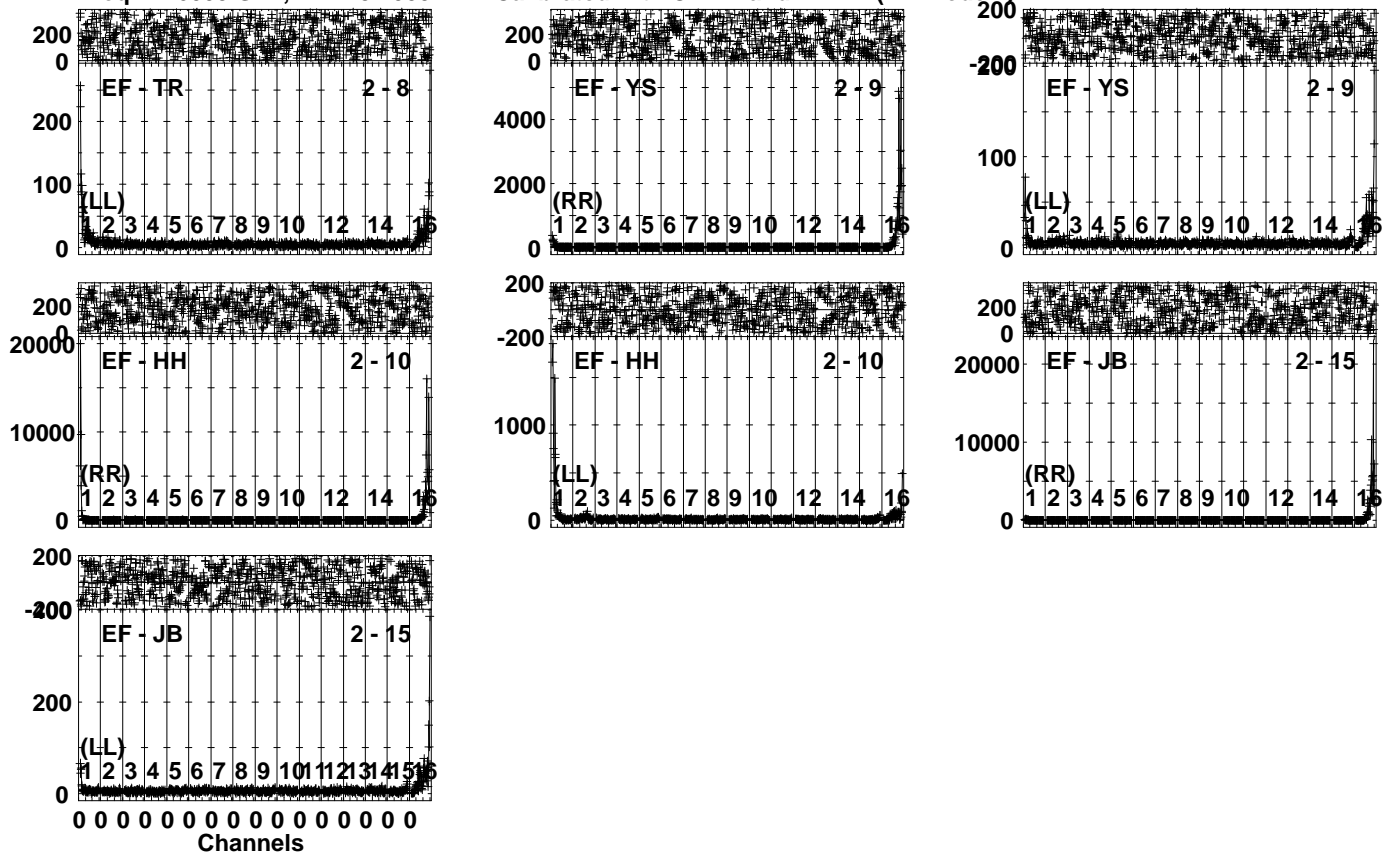 200 200 200
0 0 -200
EF - TR 2 - 8 EF - YS 2 - 9 200 EF - YS 2 - 9
200 4000
100 2000 100
(LL) (RR) (LL)
1 2 3 4 5 6 7 8 9 10 12 14 16 1 2 3 4 5 6 7 8 9 10 12 14 16 1 2 3 4 5 6 7 8 9 10 12 14 16
0 0 0
200 200 200
0 -200 0
20000 EF - HH 2 - 10 EF - HH 2 - 10 20000 EF - JB 2 - 15
10000 1000 10000
(RR) (LL) (RR)
1 2 3 4 5 6 7 8 9 10 12 14 16 1 2 3 4 5 6 7 8 9 10 12 14 16 1 2 3 4 5 6 7 8 9 10 12 14 16
0 0 0
200
-200
400 EF - JB 2 - 15
200
(LL)
1 2 3 4 5 6 7 8 9 10 11 12 13 14 15 16
0
0 0 0 0 0 0 0 0 0 0 0 0 0 0 0 0
Channels